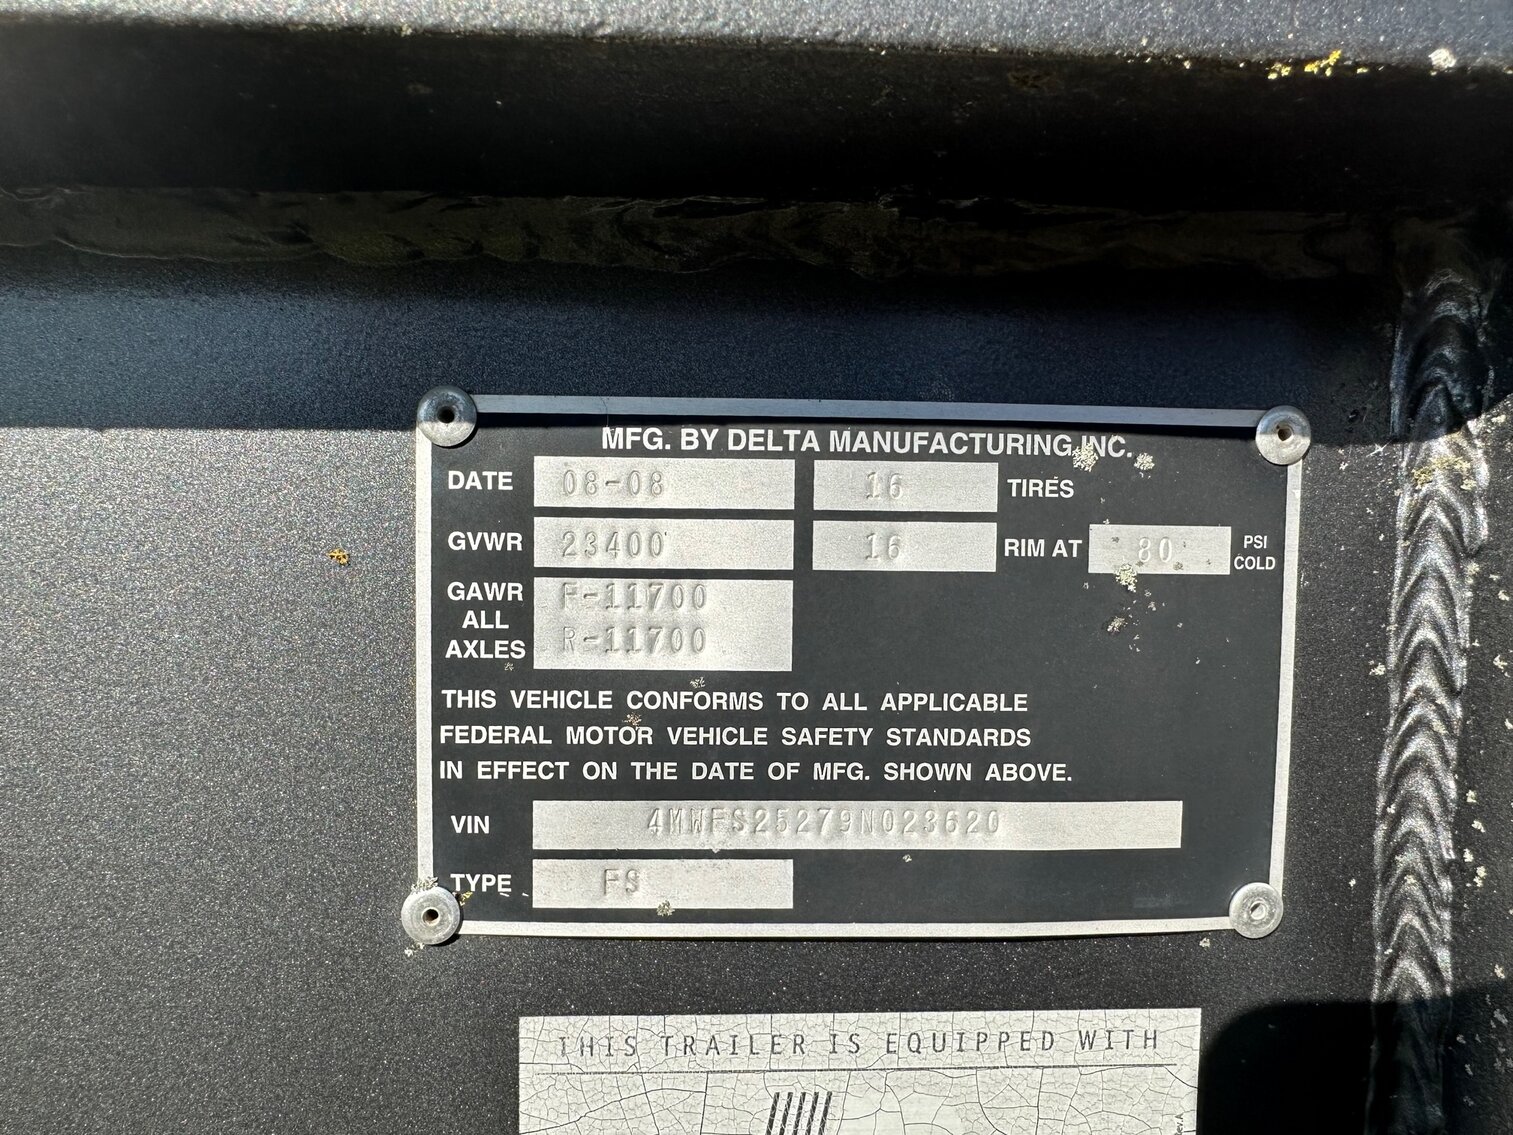 MFG. BY DELTA MANUFACTURING, INC.
DATE 08-08 16 TIRES
GVWR 23400 16 RIM AT 80 PSI COLD
GAWR ALL AXLES F-11700
R-11700
THIS VEHICLE CONFORMS TO ALL APPLICABLE
FEDERAL MOTOR VEHICLE SAFETY STANDARDS
IN EFFECT ON THE DATE OF MFG. SHOWN ABOVE.
VIN 4MWFS25279N023620
TYPE FS
THIS TRAILER IS EQUIPPED WITH